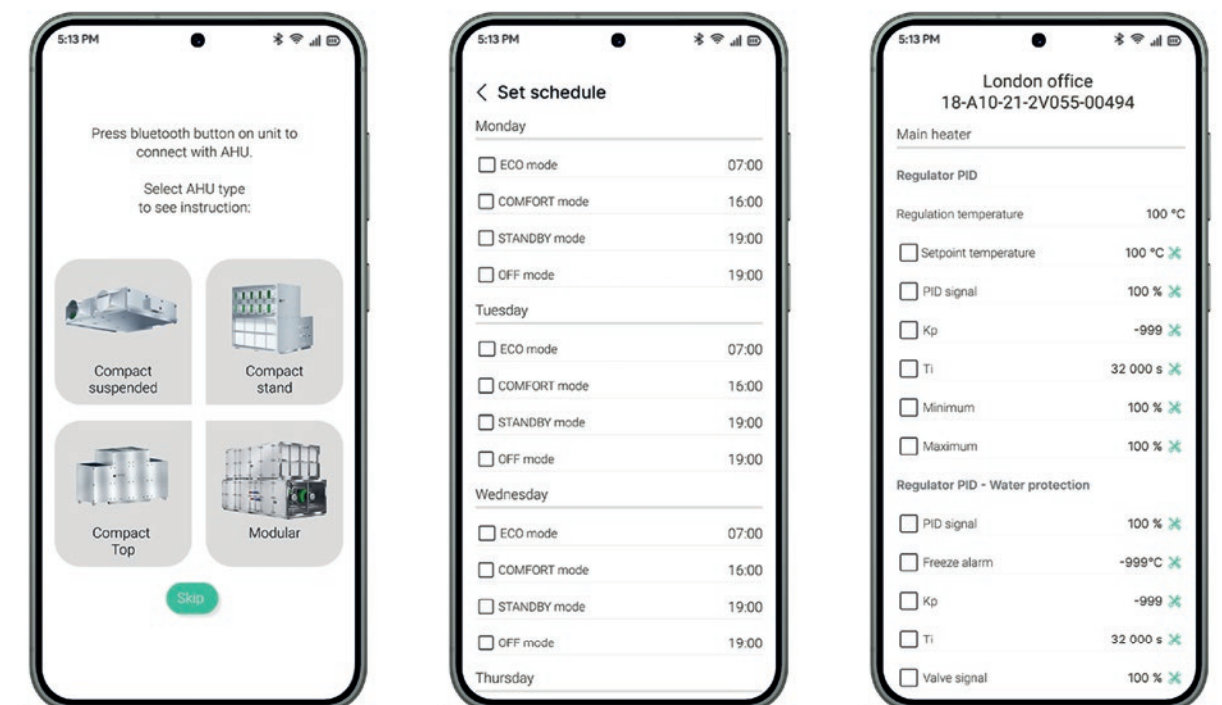 5:13 PM
Press bluetooth button on unit to
connect with AHU.
Select AHU type
to see instruction:
Compact
suspended
Compact
stand
Compact
Top
Modular
Skip
5:13 PM
Set schedule
Monday
ECO mode 07:00
COMFORT mode 16:00
STANDBY mode 19:00
OFF mode 19:00
Tuesday
ECO mode 07:00
COMFORT mode 16:00
STANDBY mode 19:00
OFF mode 19:00
Wednesday
ECO mode 07:00
COMFORT mode 16:00
STANDBY mode 19:00
OFF mode 19:00
Thursday
5:13 PM
London office
18-A10-21-2V055-00494
Main heater
Regulator PID
Regulation temperature 100 °C
Setpoint temperature 100 °C
PID signal 100 %
Kp -999
Ti 32 000 s
Minimum 100 %
Maximum 100 %
Regulator PID - Water protection
PID signal 100 %
Freeze alarm -999°C
Kp -999
Ti 32 000 s
Valve signal 100 %